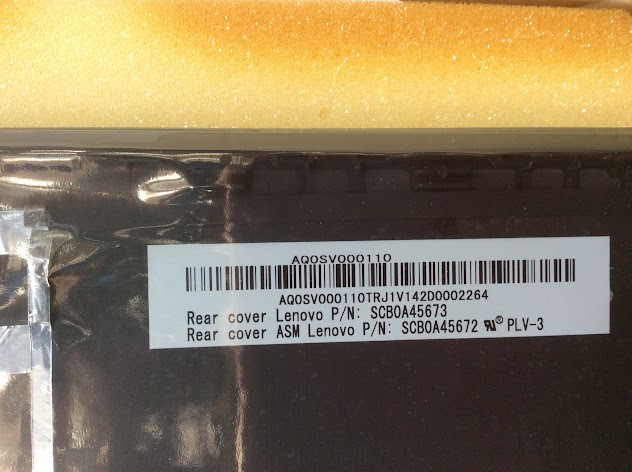 AQ0SV000110
AQ0SV000110TRJ1V142D0002264
Rear cover Lenovo P/N: SCB0A45673
Rear cover ASM Lenovo P/N: SCB0A45672 ® PLV-3